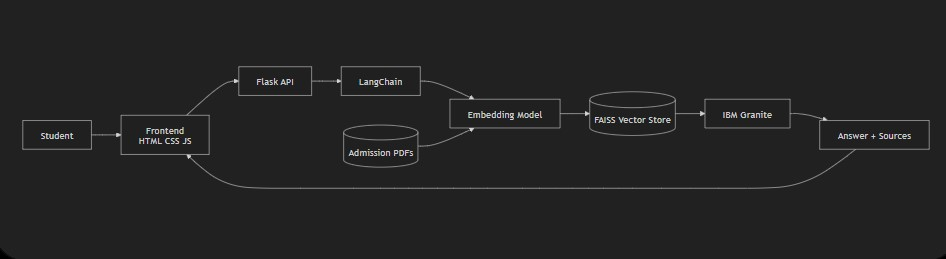 Student
Frontend
HTML CSS JS
Flask API
LangChain
Admission PDFs
Embedding Model
FAISS Vector Store
IBM Granite
Answer + Sources